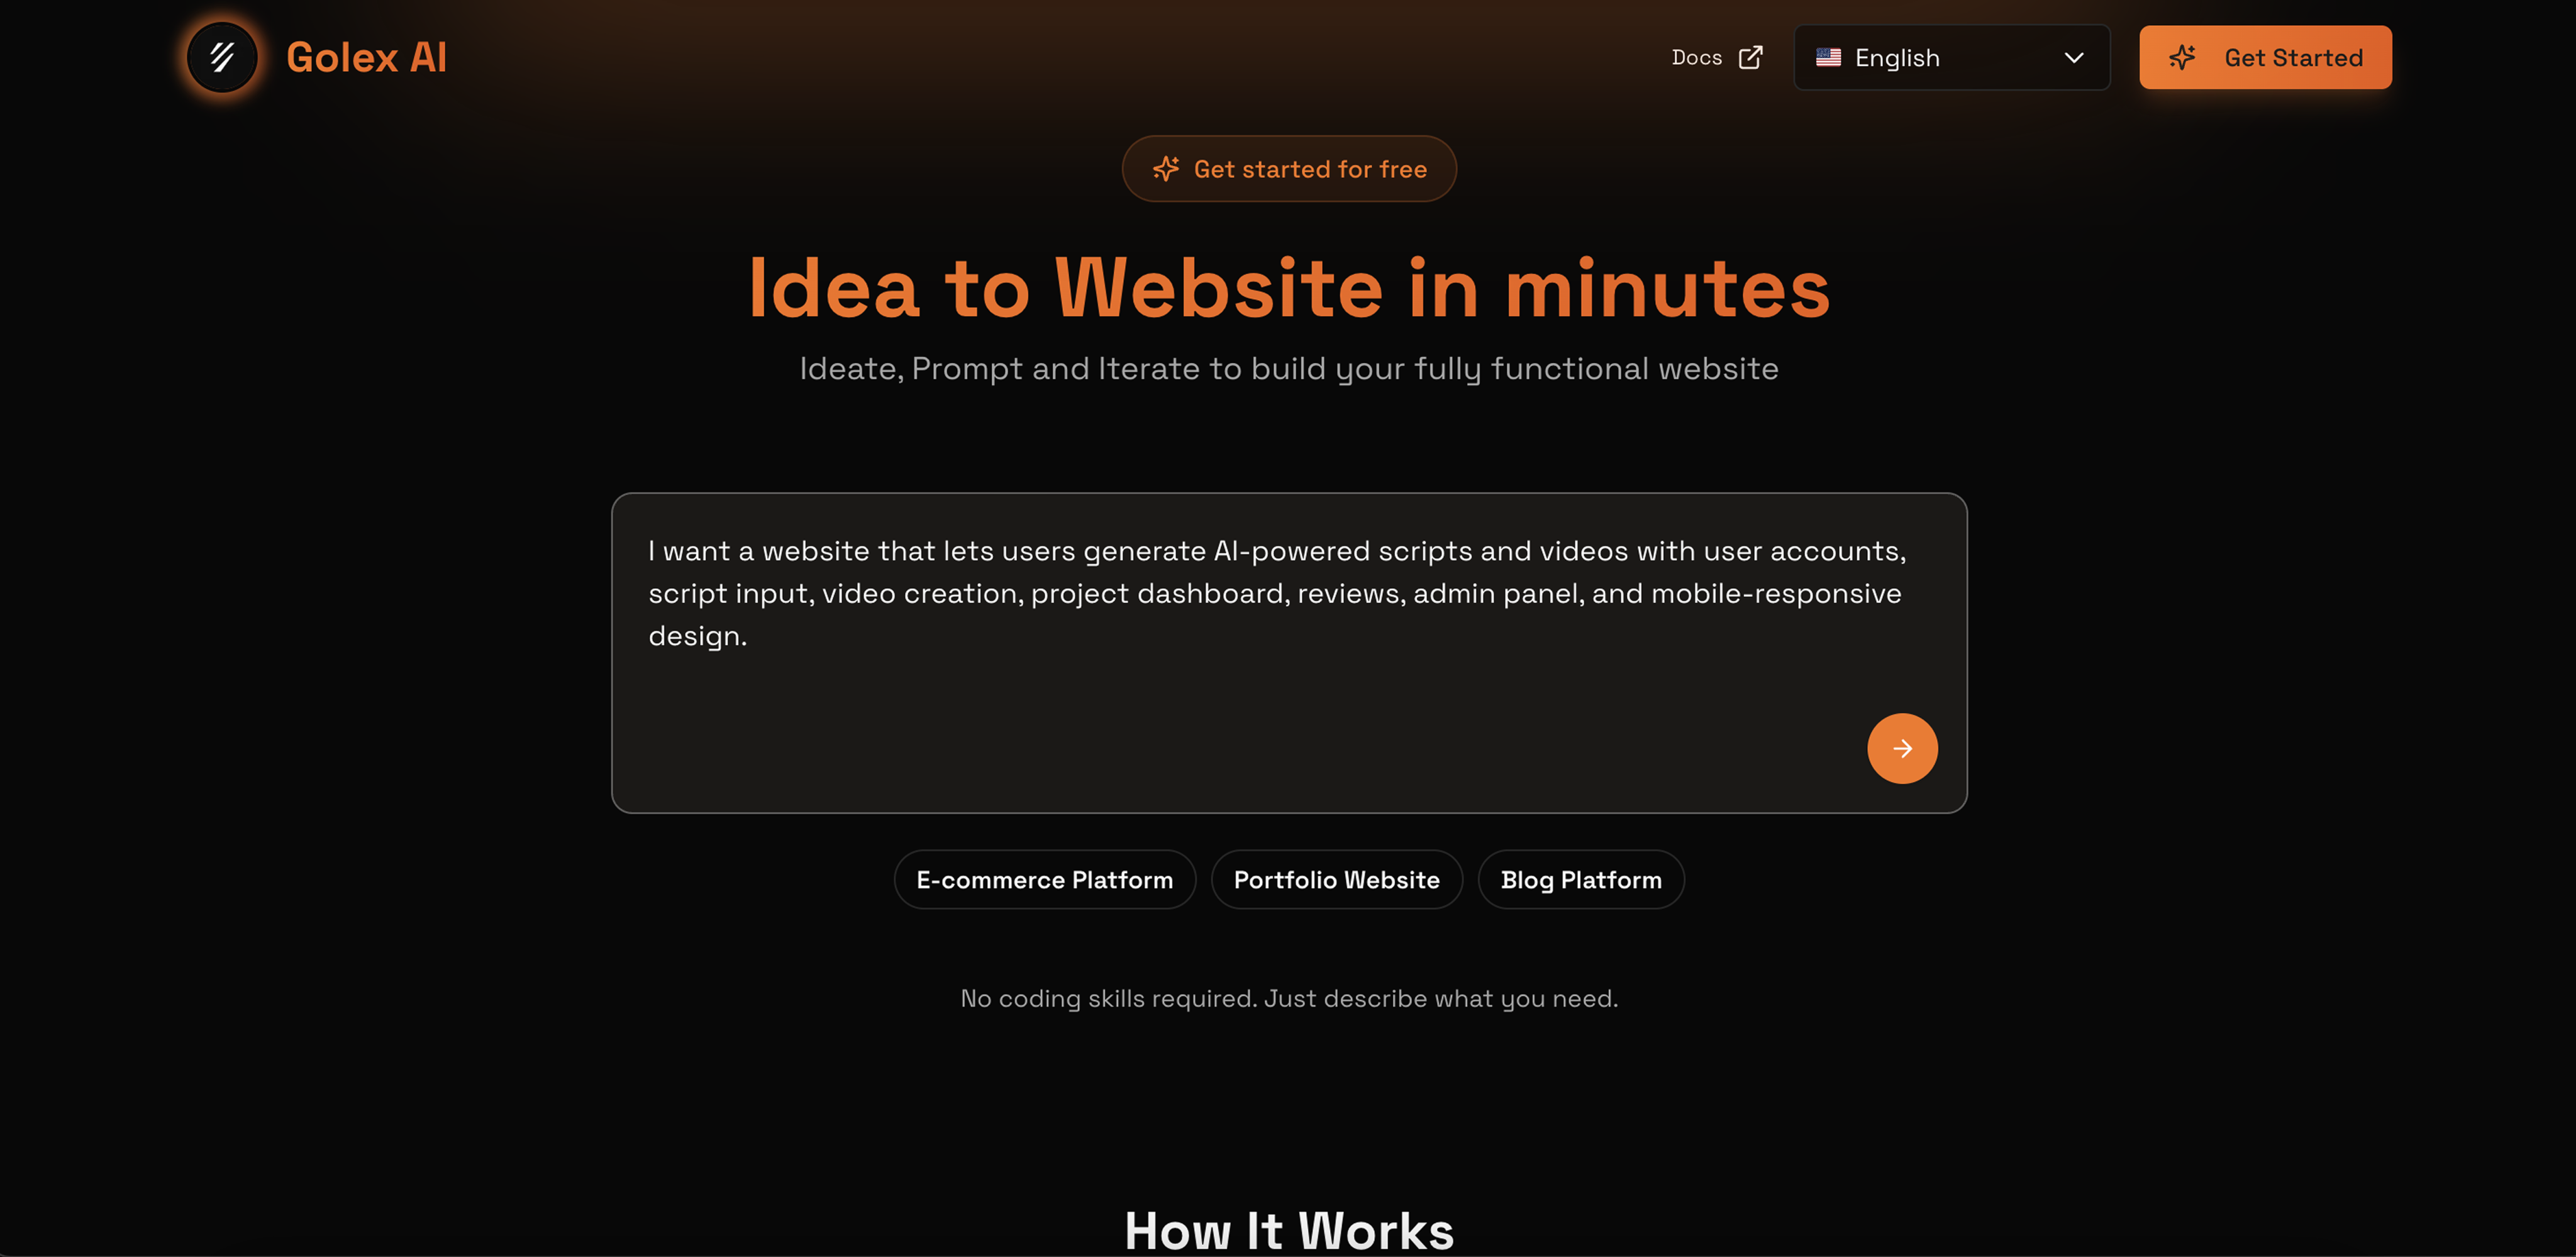 Golex AI
Docs
English
Get Started
Get started for free
Idea to Website in minutes
Ideate, Prompt and Iterate to build your fully functional website
I want a website that lets users generate AI-powered scripts and videos with user accounts,
script input, video creation, project dashboard, reviews, admin panel, and mobile-responsive
design.
E-commerce Platform
Portfolio Website
Blog Platform
No coding skills required. Just describe what you need.
How It Works